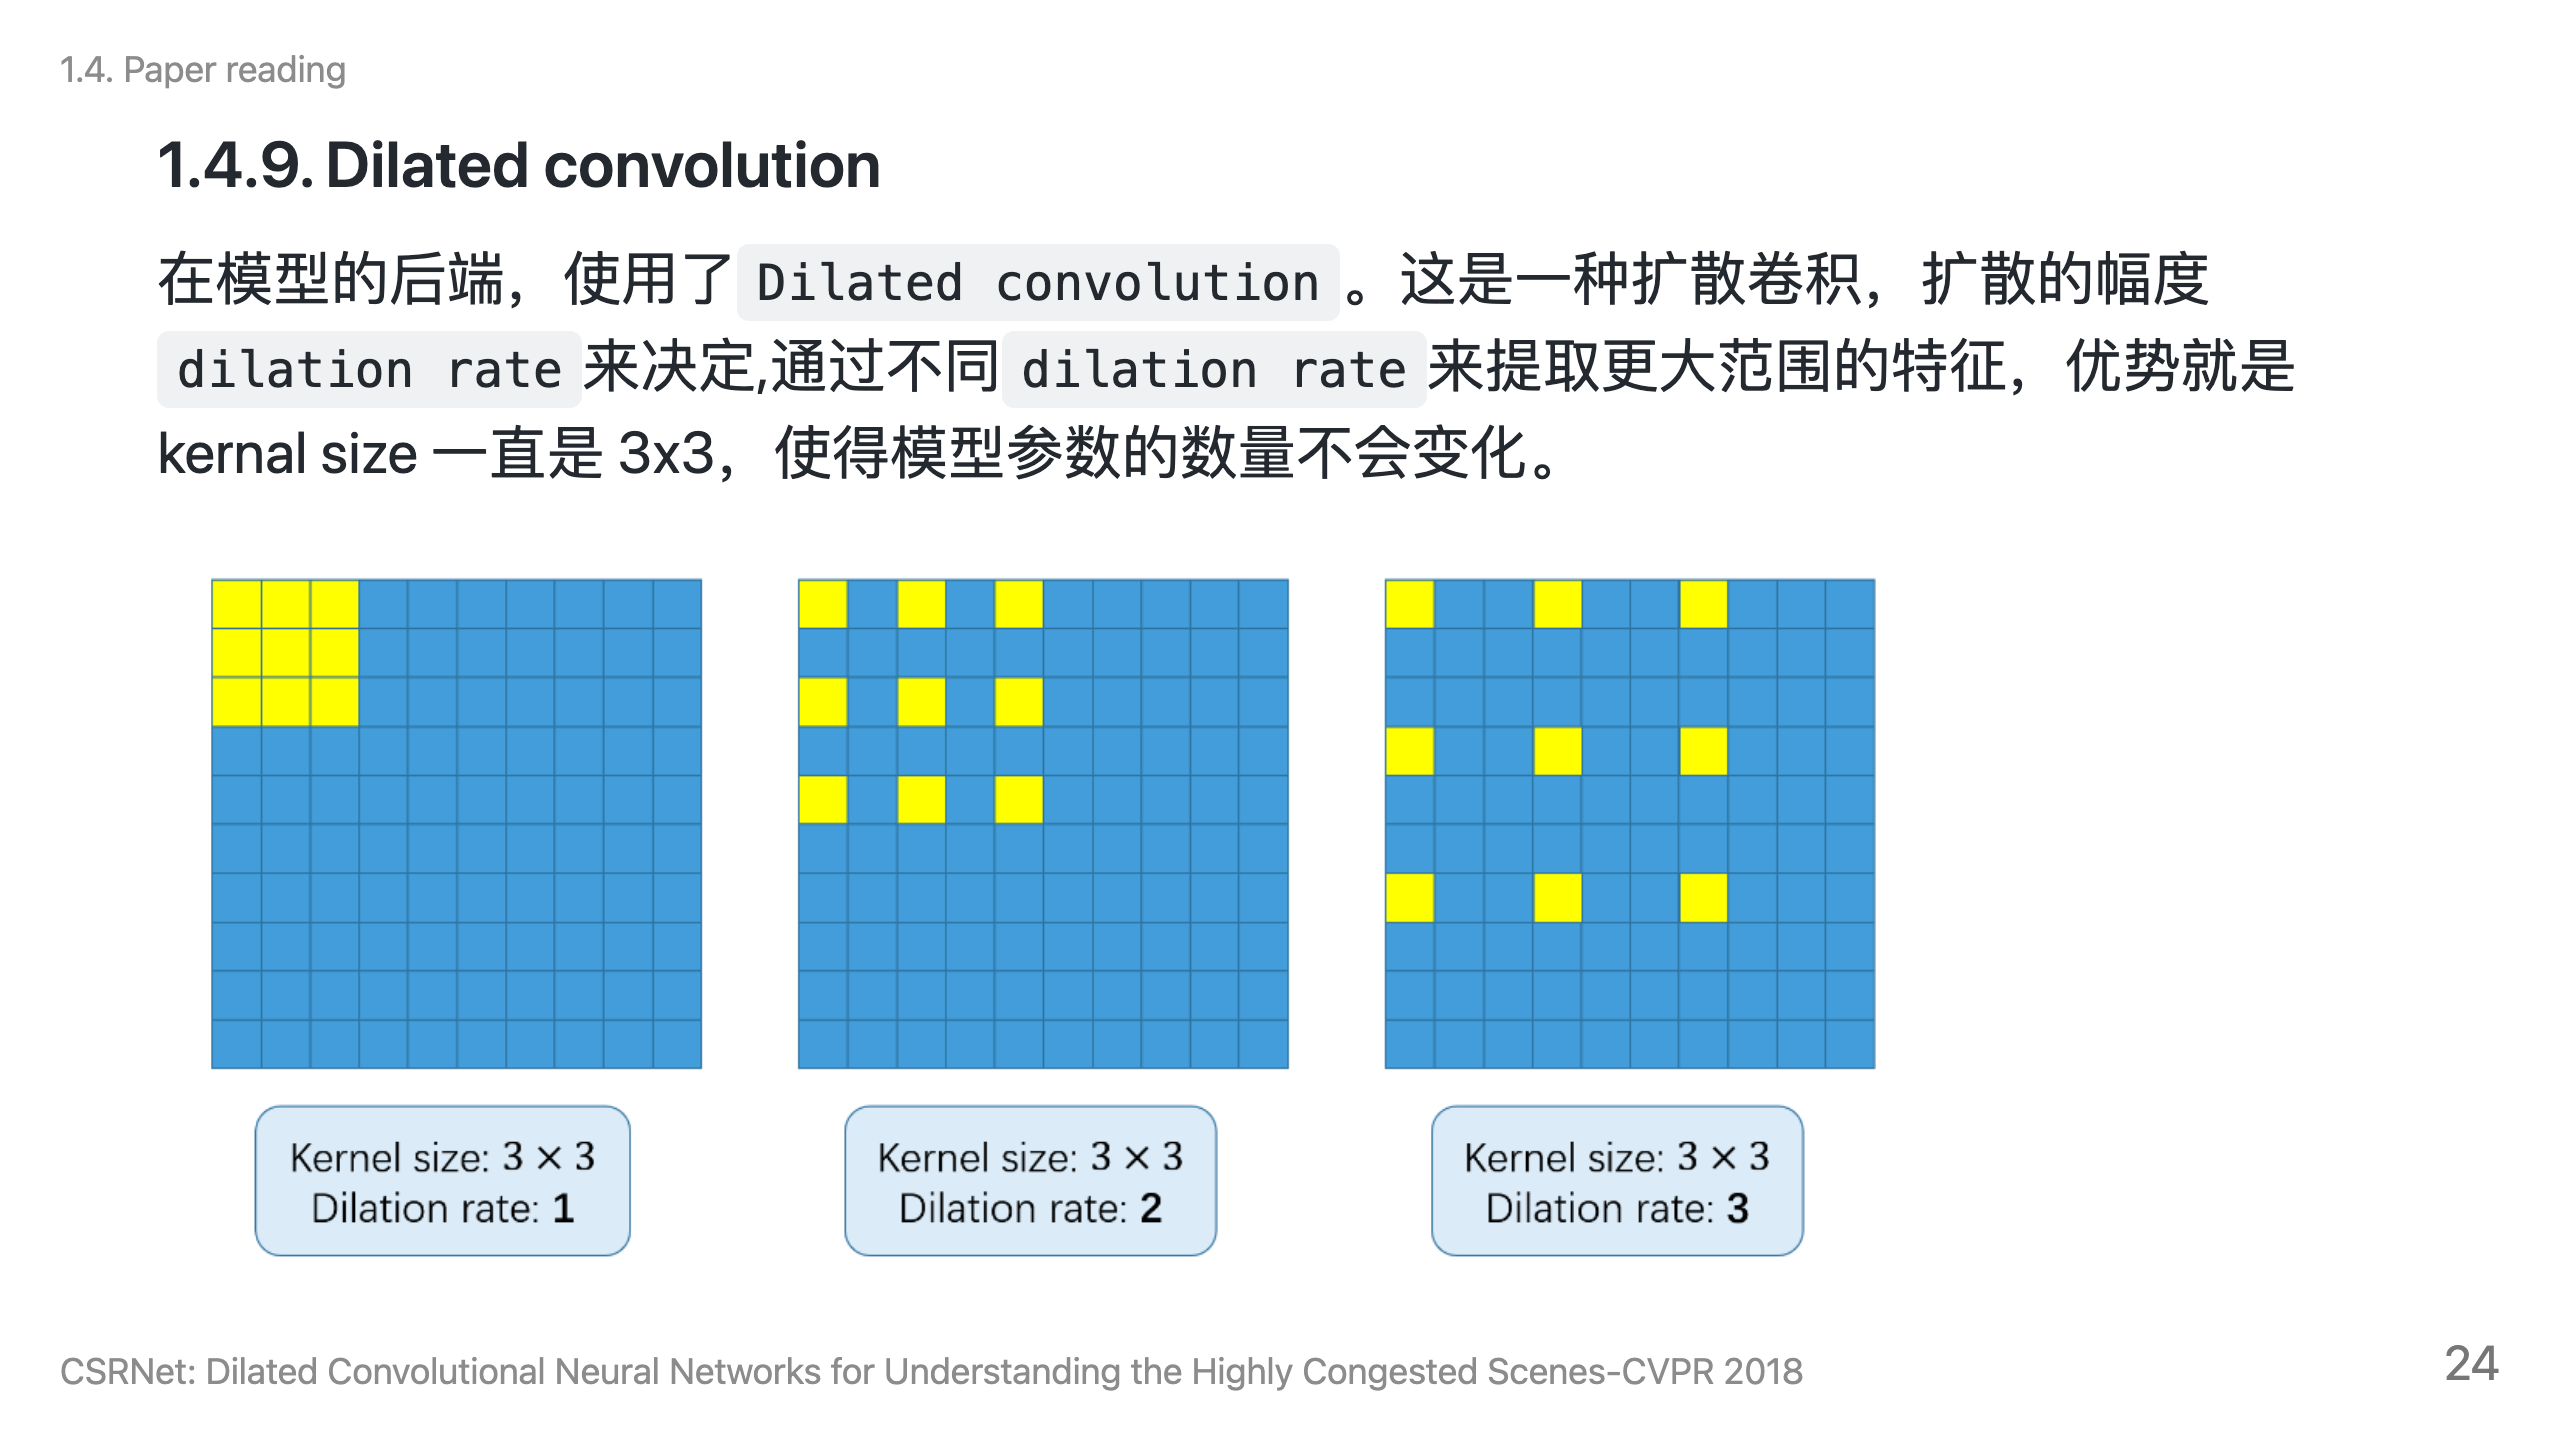 1.4. Paper reading
1.4.9. Dilated convolution
在模型的后端，使用了 Dilated convolution 。这是一种扩散卷积，扩散的幅度
dilation rate 来决定,通过不同 dilation rate 来提取更大范围的特征，优势就是
kernal size 一直是 3x3，使得模型参数的数量不会变化。
Kernel size: 3 × 3
Dilation rate: 1
Kernel size: 3 × 3
Dilation rate: 2
Kernel size: 3 × 3
Dilation rate: 3
CSRNet: Dilated Convolutional Neural Networks for Understanding the Highly Congested Scenes-CVPR 2018
24